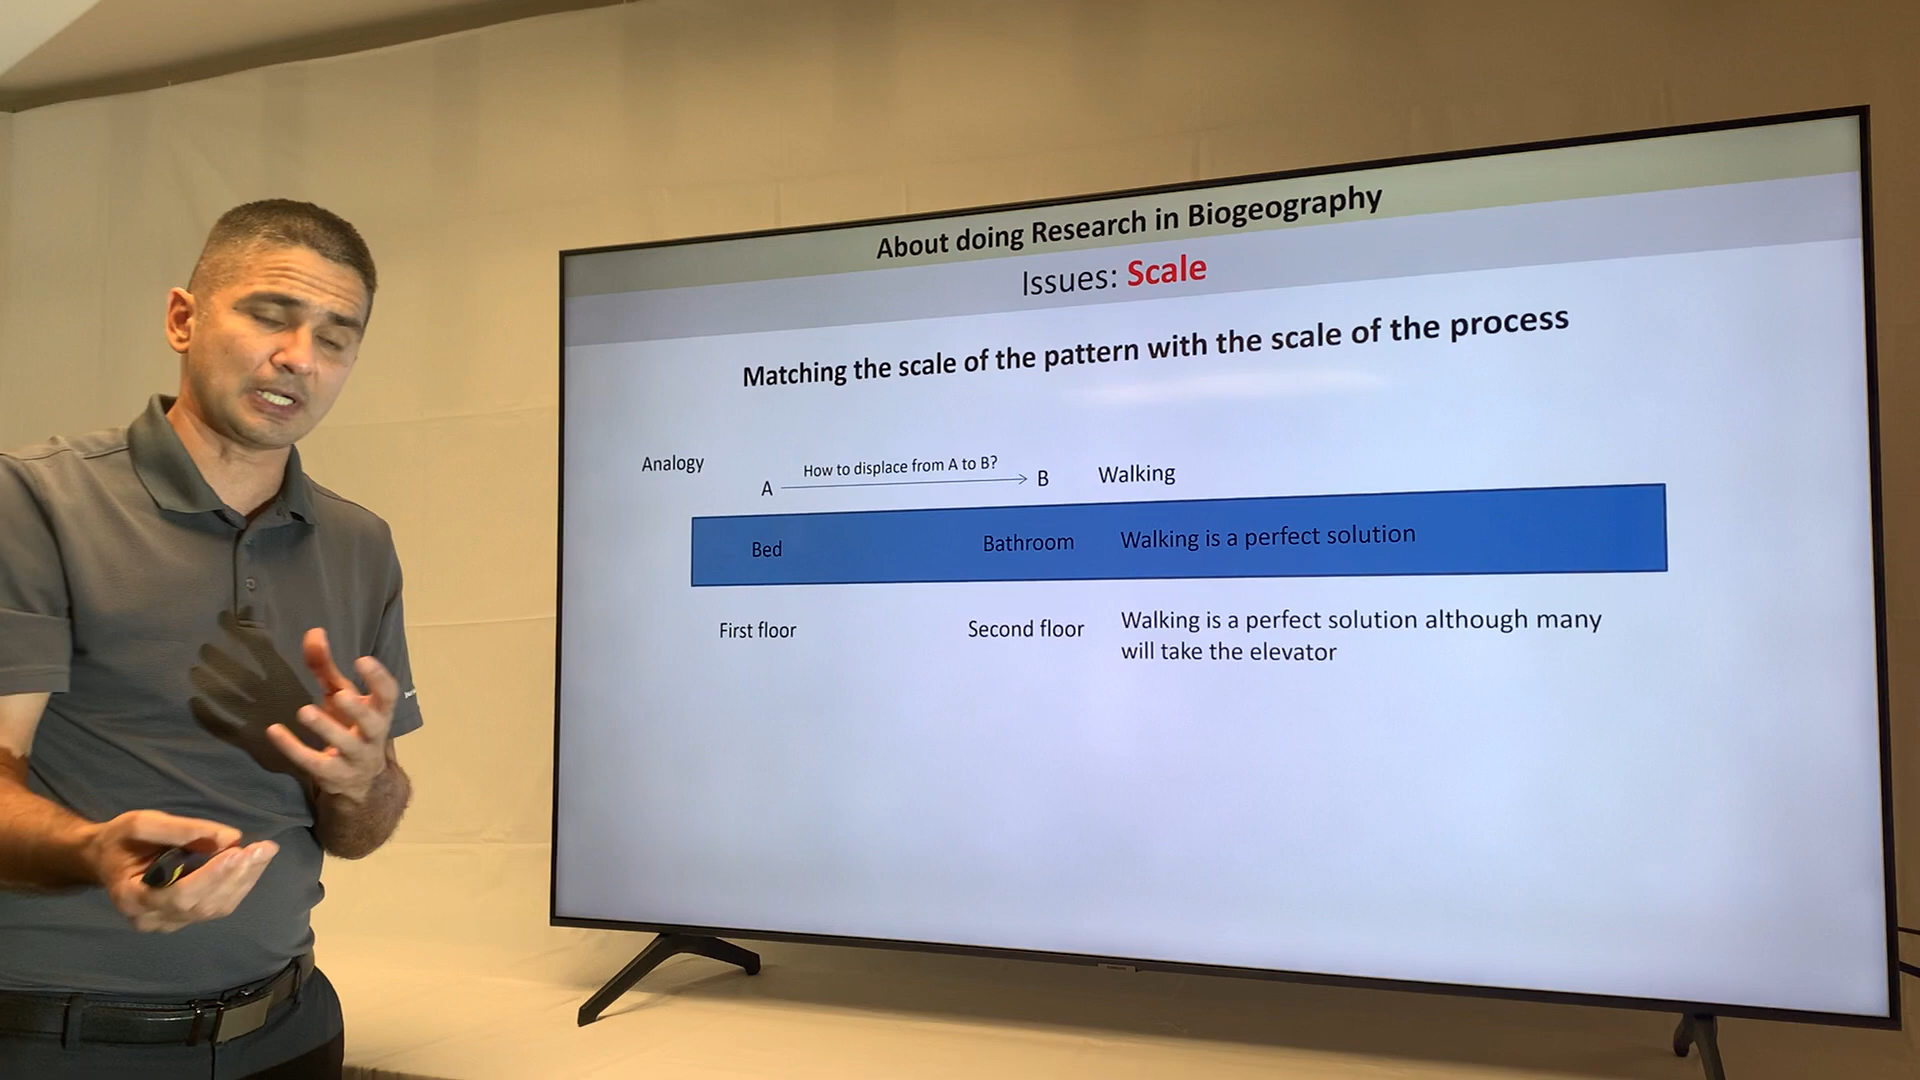 About doing Research in Biogeography
Issues: Scale
Matching the scale of the pattern with the scale of the process
Analogy
How to displace from A to B?
A
B
Walking
Bed
Bathroom
Walking is a perfect solution
First floor
Second floor
Walking is a perfect solution although many
will take the elevator